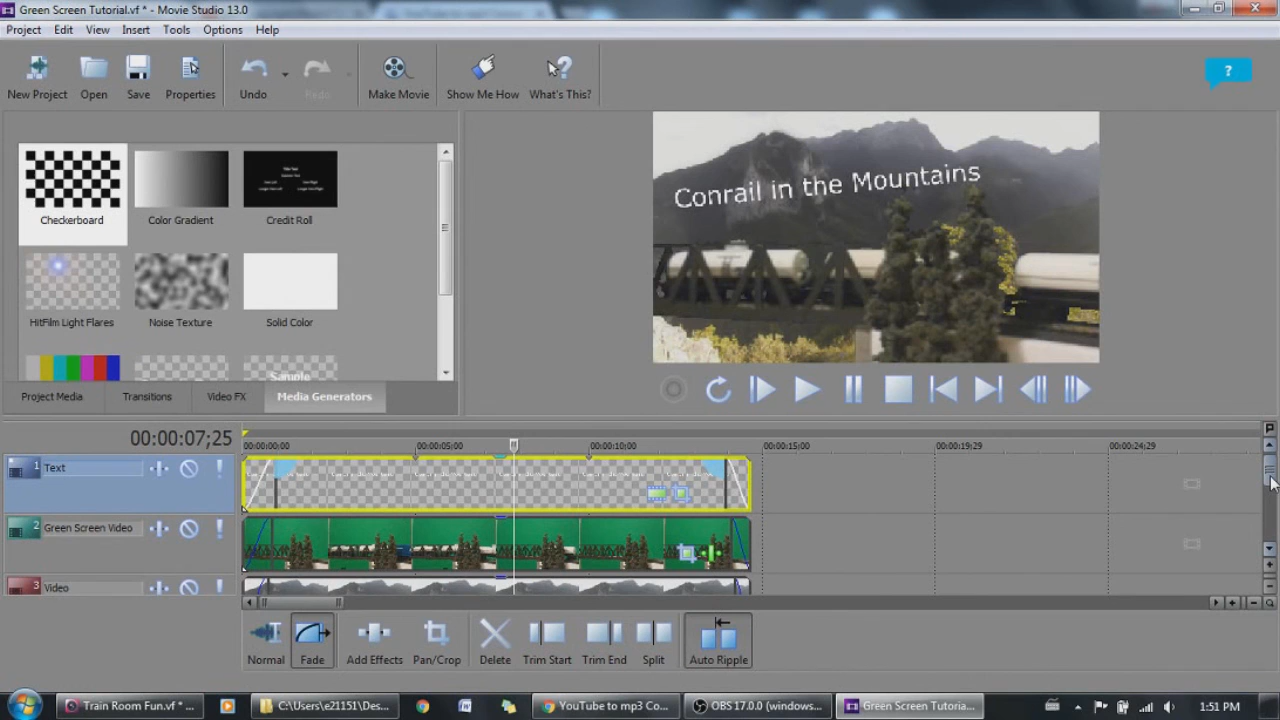 Green Screen Tutorial.vf * - Movie Studio 13.0
Project Edit View Insert Tools Options Help
New Project Open Save Properties Undo Redo Make Movie Show Me How What's This?
?
Conrail in the Mountains
Checkerboard Color Gradient Credit Roll
HitFilm Light Flares Noise Texture Solid Color
Sample
Project Media Transitions Video FX Media Generators
00:00:07;25
00:00:00;00 00:00:05;00 00:00:10;00 00:00:15;00 00:00:19;29 00:00:24;29
1 Text
2 Green Screen Video
3 Video
Normal Fade Add Effects Pan/Crop Delete Trim Start Trim End Split Auto Ripple
Train Room Fun.vf * ... C:\Users\e21151\Des... YouTube to mp3 Co... OBS 17.0.0 (windows... Green Screen Tutoria... 1:51 PM